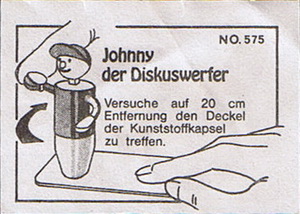 NO. 575
Johnny
der Diskuswerfer
Versuche auf 20 cm
Entfernung den Deckel
der Kunststoffkapsel
zu treffen.